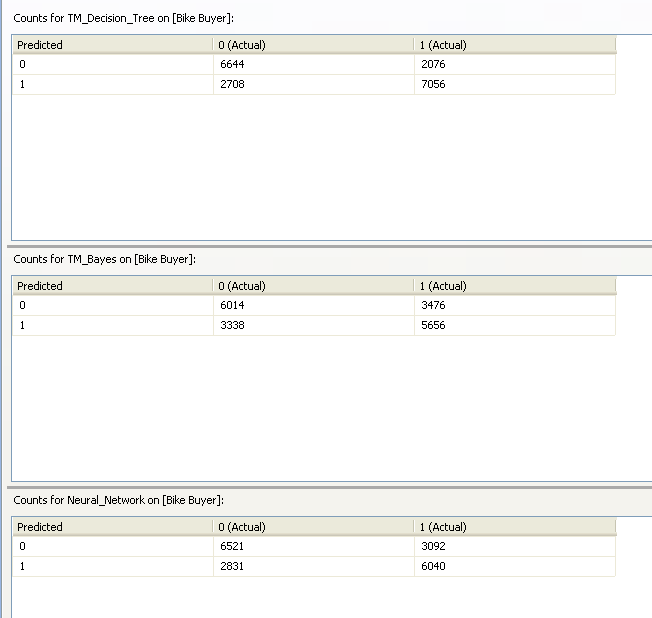 Counts for TM_Decision_Tree on [Bike Buyer]:
Predicted 0 (Actual) 1 (Actual)
0 6644 2076
1 2708 7056
Counts for TM_Bayes on [Bike Buyer]:
Predicted 0 (Actual) 1 (Actual)
0 6014 3476
1 3338 5656
Counts for Neural_Network on [Bike Buyer]:
Predicted 0 (Actual) 1 (Actual)
0 6521 3092
1 2831 6040